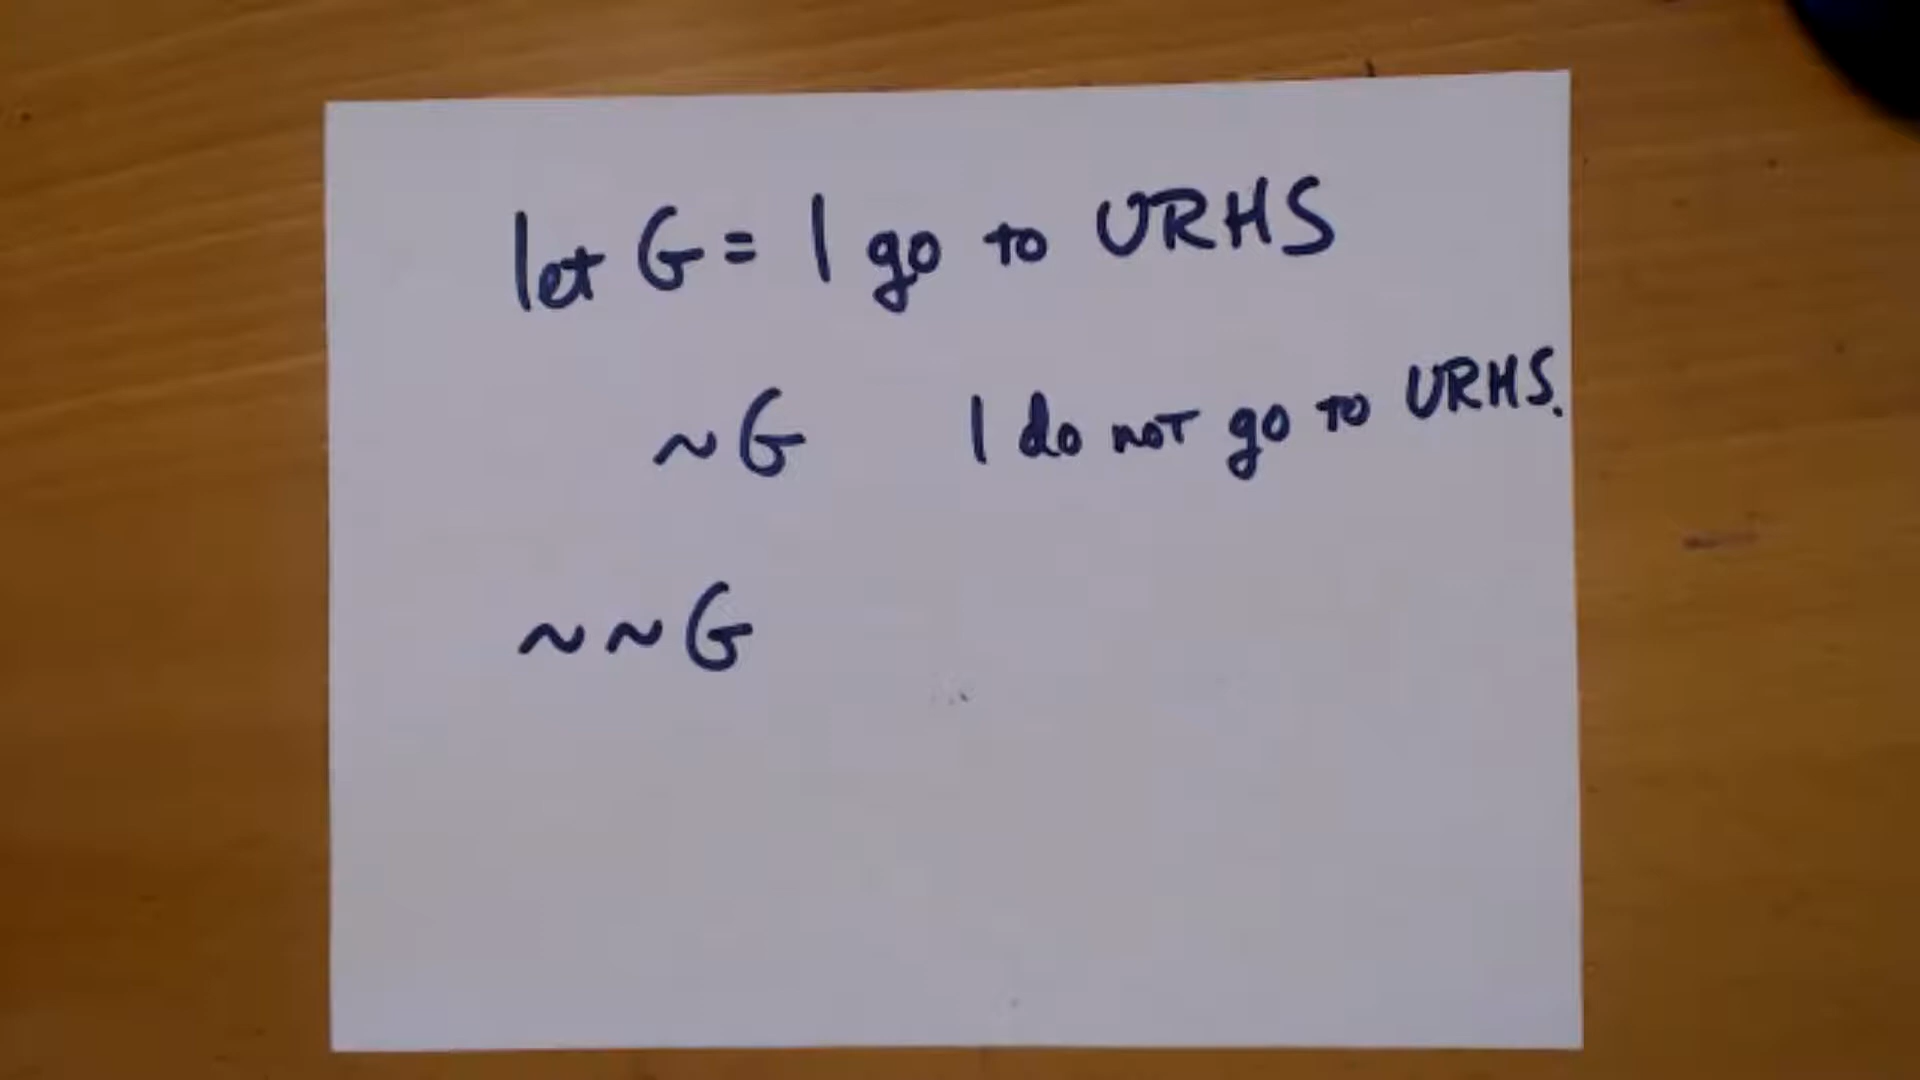 let G = I go to URHS
~G I do not go to URHS.
~~G